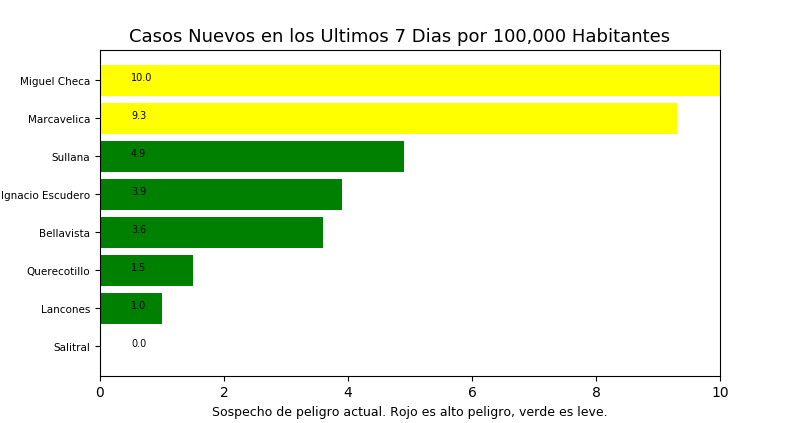 Casos Nuevos en los Ultimos 7 Dias por 100,000 Habitantes
Miguel Checa 10.0
Marcavelica 9.3
Sullana 4.9
Ignacio Escudero 3.9
Bellavista 3.6
Querecotillo 1.5
Lancones 1.0
Salitral 0.0
0 2 4 6 8 10
Sospecho de peligro actual. Rojo es alto peligro, verde es leve.